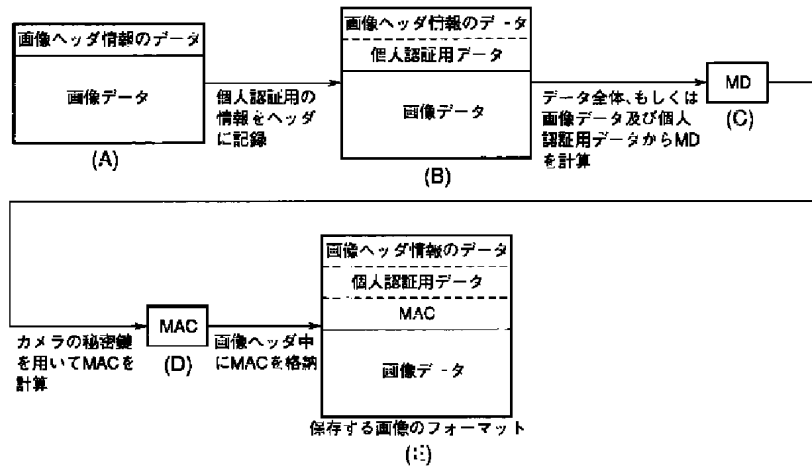 画像ヘッダ情報のデータ
画像データ
(A)
個人認証用の
情報をヘッダ
に記録
画像ヘッダ情報のデータ
個人認証用データ
画像データ
(B)
データ全体、もしくは
画像データ及び個人
認証用データからMD
を計算
MD
(C)
カメラの秘密鍵
を用いてMACを
計算
MAC
(D)
画像ヘッダ中
にMACを格納
画像ヘッダ情報のデータ
個人認証用データ
MAC
画像データ
保存する画像のフォーマット
(E)